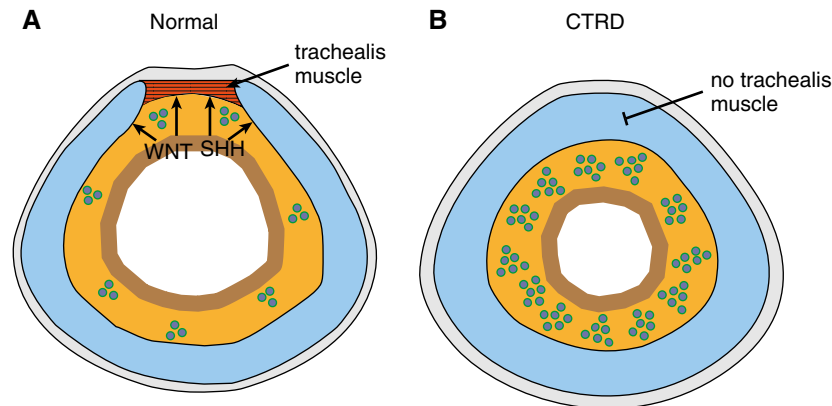 A
Normal
trachealis
muscle
WNT
SHH
B
CTRD
no trachealis
muscle